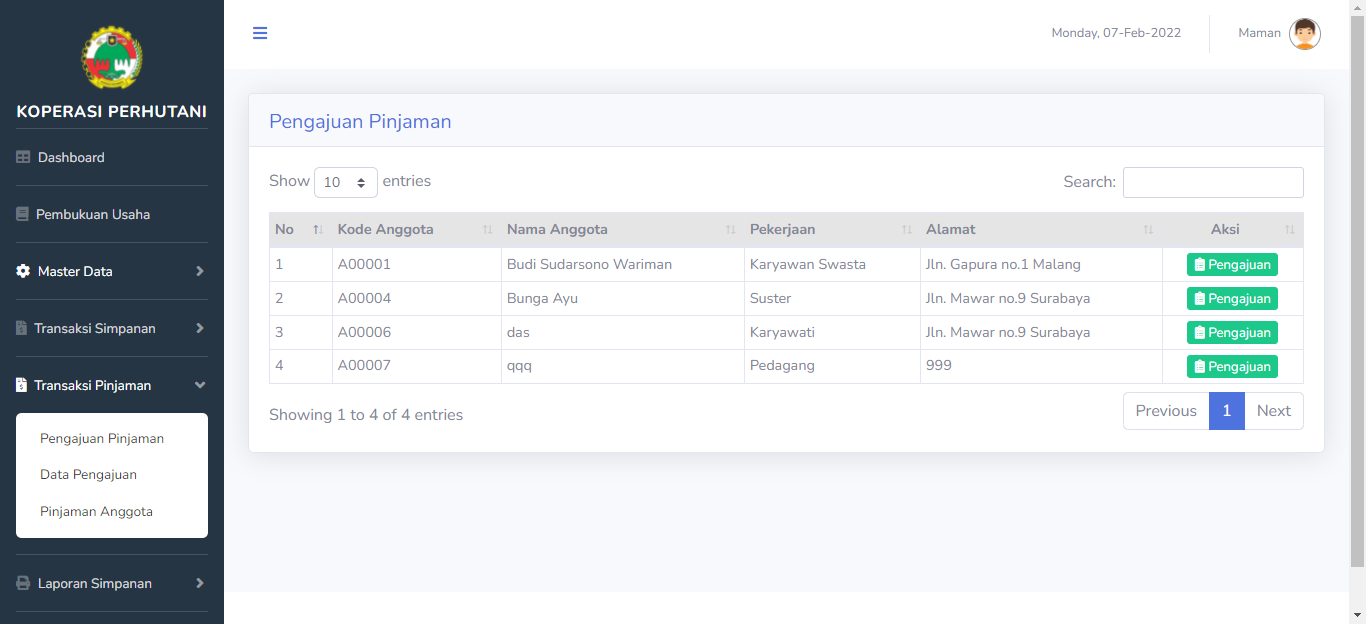 KOPERASI PERHUTANI
Dashboard
Pembukuan Usaha
Master Data
Transaksi Simpanan
Transaksi Pinjaman
Pengajuan Pinjaman
Data Pengajuan
Pinjaman Anggota
Laporan Simpanan
Monday, 07-Feb-2022 Maman
Pengajuan Pinjaman
Show 10 entries Search:
No Kode Anggota Nama Anggota Pekerjaan Alamat Aksi
1 A00001 Budi Sudarsono Wariman Karyawan Swasta Jln. Gapura no.1 Malang Pengajuan
2 A00004 Bunga Ayu Suster Jln. Mawar no.9 Surabaya Pengajuan
3 A00006 das Karyawati Jln. Mawar no.9 Surabaya Pengajuan
4 A00007 qqq Pedagang 999 Pengajuan
Showing 1 to 4 of 4 entries Previous 1 Next